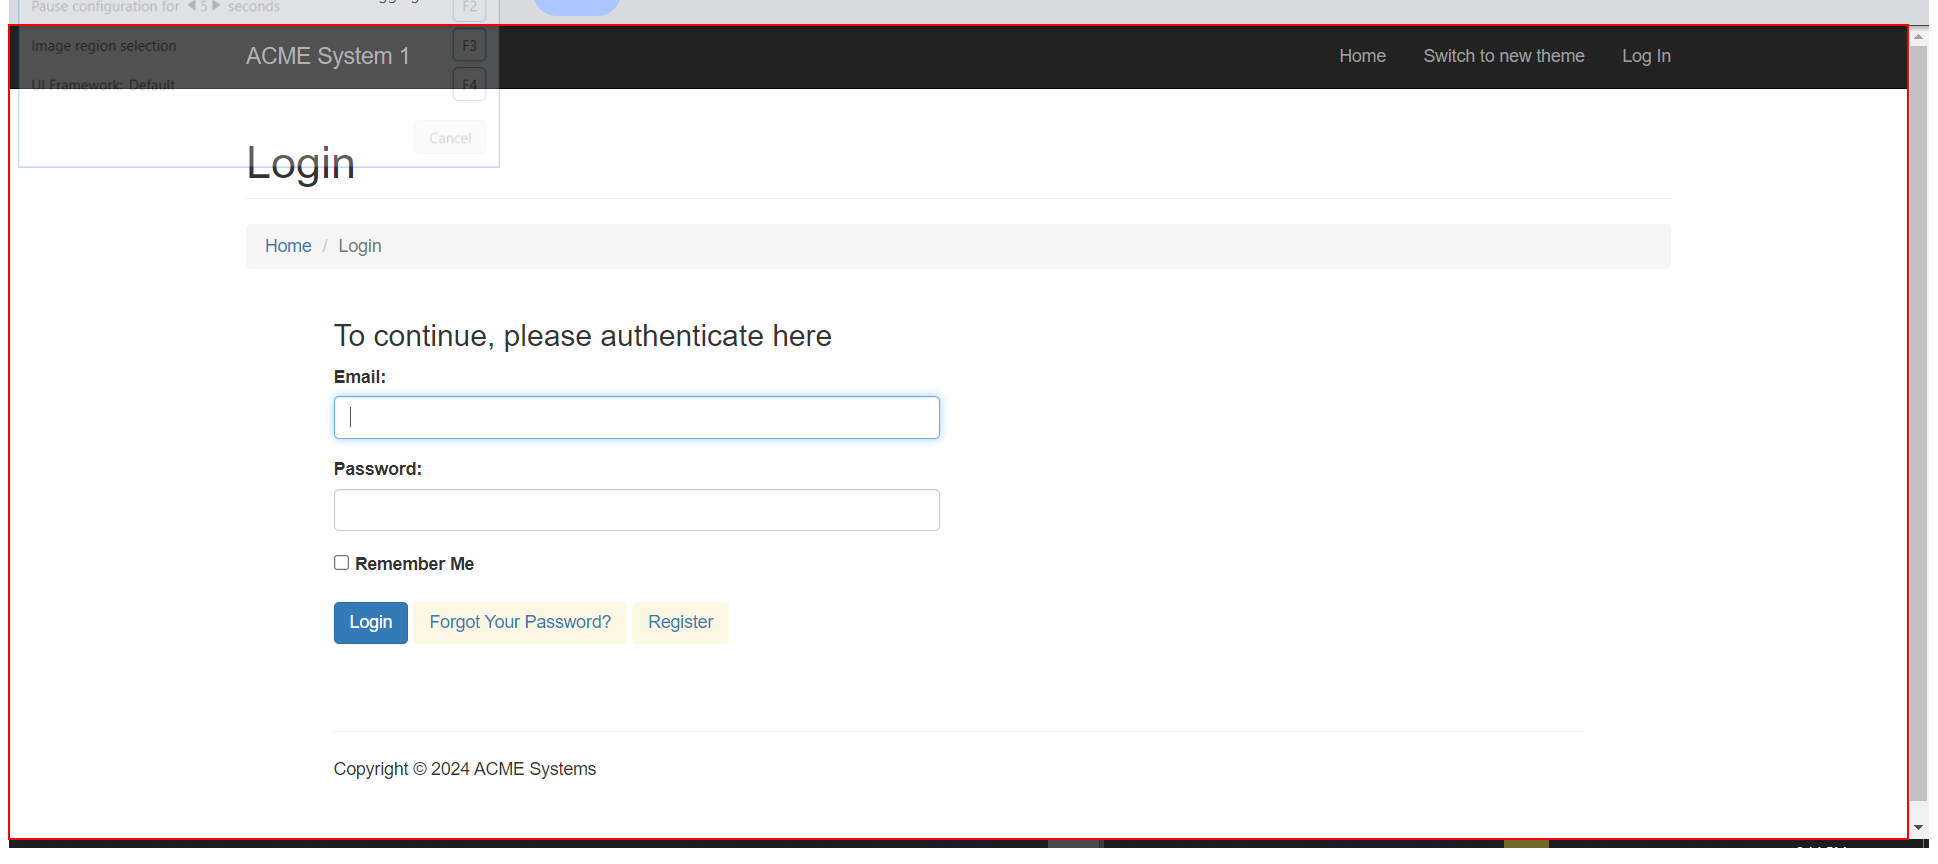 Pause configuration for 5 seconds F2
Image region selection F3
ACME System 1 Home Switch to new theme Log In
UI Framework: Default F4
Cancel
Login
Home / Login
To continue, please authenticate here
Email:
Password:
Remember Me
Login Forgot Your Password? Register
Copyright © 2024 ACME Systems